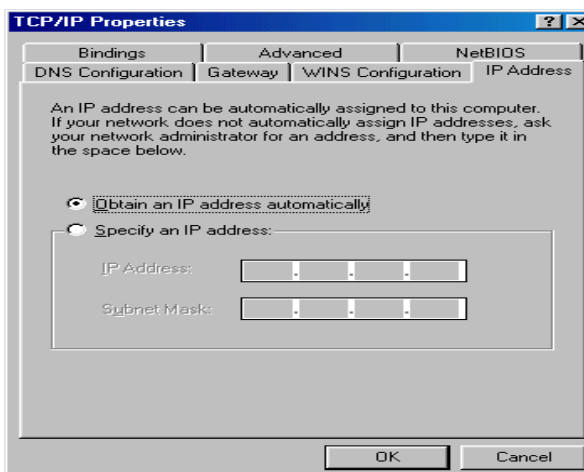 TCP/IP Properties
Bindings Advanced NetBIOS
DNS Configuration Gateway WINS Configuration IP Address
An IP address can be automatically assigned to this computer.
If your network does not automatically assign IP addresses, ask
your network administrator for an address, and then type it in
the space below.
Obtain an IP address automatically
Specify an IP address:
IP Address:
Subnet Mask:
OK Cancel